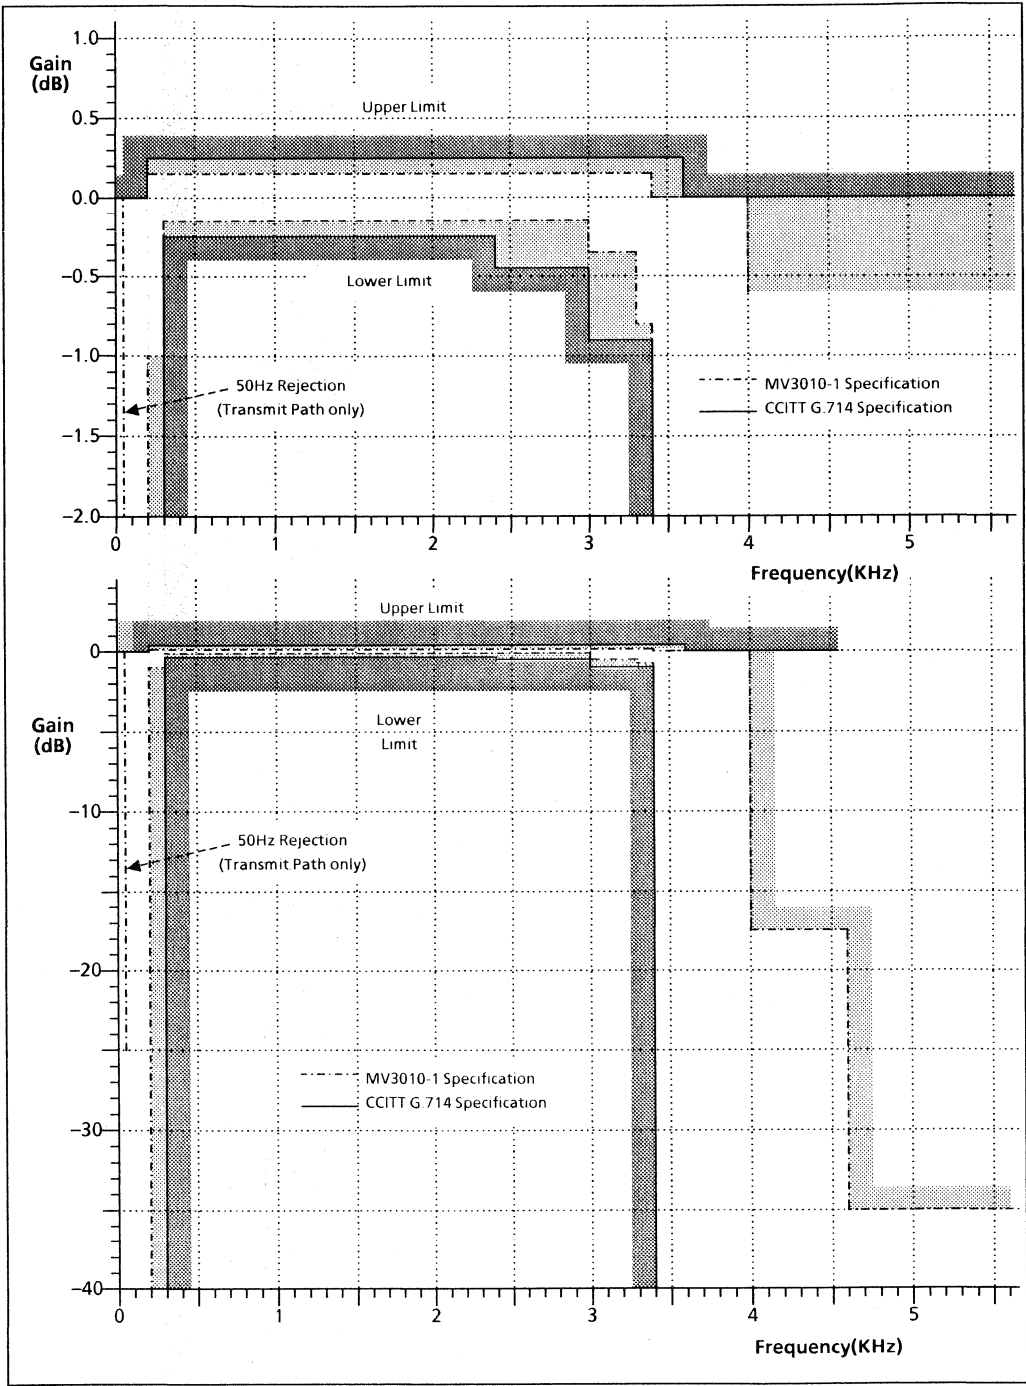 1.0
Gain
(dB)
Upper Limit
0.5
0.0
Lower Limit
−0.5
−1.0
50Hz Rejection
(Transmit Path only)
MV3010-1 Specification
CCITT G.714 Specification
−1.5
−2.0
0 1 2 3 4 5
Frequency(KHz)
Upper Limit
0
Gain
(dB)
Lower
Limit
−10
50Hz Rejection
(Transmit Path only)
−20
MV3010-1 Specification
CCITT G.714 Specification
−30
−40
0 1 2 3 4 5
Frequency(KHz)